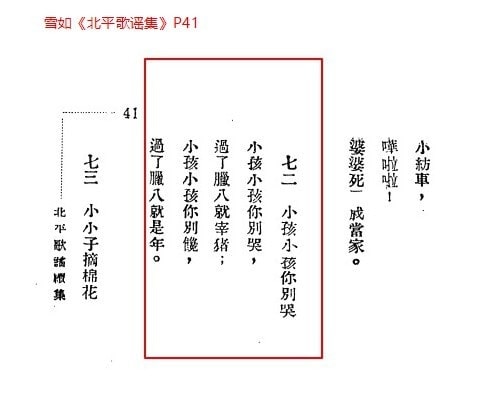 雪如《北平歌谣集》P41
小紡車，
嘩啦啦！
婆婆死 當家。
七二 小孩小孩你別哭
小孩小孩你別哭，
過了臘八就宰猪；
小孩小孩你別饞，
過了臘八就是年。
41
七三 小小子摘棉花
北平歌謠續集